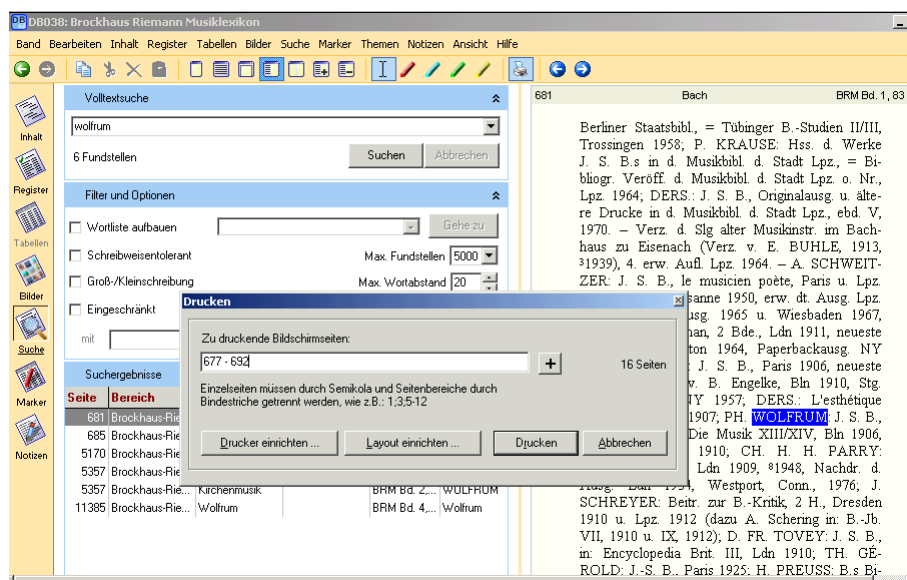 DB038: Brockhaus Riemann Musiklexikon
Band Bearbeiten Inhalt Register Tabellen Bilder Suche Marker Themen Notizen Ansicht Hilfe
Inhalt
Register
Tabellen
Bilder
Suche
Marker
Notizen
Volltextsuche
wolfrum
6 Fundstellen Suchen Abbrechen
Filter und Optionen
Wortliste aufbauen Gehe zu
Schreibweisentolerant Max. Fundstellen 5000
Groß-/Kleinschreibung Max. Wortabstand 20
Eingeschränkt
mit
Suchergebnisse
Seite Bereich
681 Brockhaus-Rie
685 Brockhaus-Rie
5170 Brockhaus-Rie
5357 Brockhaus-Rie
5357 Brockhaus-Rie... Kirchenmusik BRM Bd. 2,... WOLFRUM
11385 Brockhaus-Rie... Wolfrum BRM Bd. 4,... Wolfrum
Drucken
Zu druckende Bildschirmseiten:
677 - 692 + 16 Seiten
Einzelseiten müssen durch Semikola und Seitenbereiche durch
Bindestriche getrennt werden, wie z.B.: 1;3;5-12
Drucker einrichten ... Layout einrichten ... Drucken Abbrechen
681 Bach BRM Bd. 1, 83
Berliner Staatsbibl., = Tübinger B.-Studien II/III,
Trossingen 1958; P. KRAUSE: Hss. d. Werke
J. S. B.s in d. Musikbibl. d. Stadt Lpz., = Bi-
bliogr. Veröff. d. Musikbibl. d. Stadt Lpz. o. Nr.,
Lpz. 1964; DERS.: J. S. B., Originalausg. u. älte-
re Drucke in d. Musikbibl. d. Stadt Lpz., ebd. V,
1970. – Verz. d. Slg alter Musikinstr. im Bach-
haus zu Eisenach (Verz. v. E. BUHLE, 1913,
³1939), 4. erw. Aufl. Lpz. 1964. – A. SCHWEIT-
ZER: J. S. B., le musicien poète, Paris u. Lpz.
sanne 1950, erw. dt. Ausg. Lpz.
usg. 1965 u. Wiesbaden 1967,
man, 2 Bde., Ldn 1911, neueste
ton 1964, Paperbackausg. NY
: J. S. B., Paris 1906, neueste
v. B. Engelke, Bln 1910, Stg.
NY 1957; DERS.: L'esthétique
1907; PH. WOLFRUM: J. S. B.,
Die Musik XIII/XIV, Bln 1906,
1910; CH. H. H. PARRY:
Ldn 1909, ⁸1948, Nachdr. d.
Westport, Conn., 1976; J.
SCHREYER: Beitr. zur B.-Kritik, 2 H., Dresden
1910 u. Lpz. 1912 (dazu A. Schering in: B.-Jb.
VII, 1910 u. IX, 1912); D. FR. TOVEY: J. S. B.,
in: Encyclopedia Brit. III, Ldn 1910; TH. GÉ-
ROLD: J.-S. B., Paris 1925; H. PREUSS: B.s Bi-